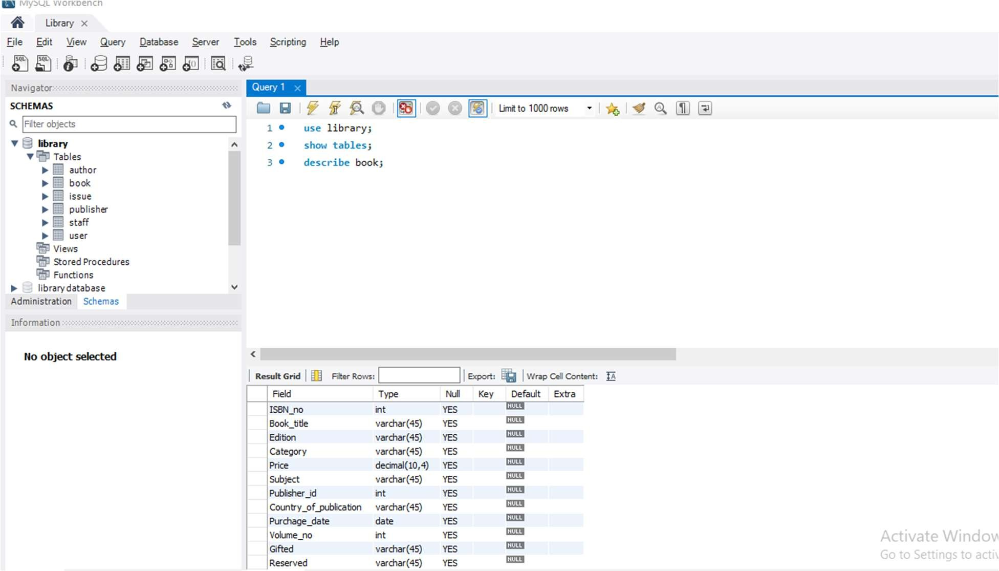 MySQL Workbench
Library
File Edit View Query Database Server Tools Scripting Help
Navigator
SCHEMAS
Filter objects
library
Tables
author
book
issue
publisher
staff
user
Views
Stored Procedures
Functions
library database
Administration Schemas
Information
No object selected
Query 1
Limit to 1000 rows
1 use library;
2 show tables;
3 describe book;
Result Grid Filter Rows: Export: Wrap Cell Content:
Field Type Null Key Default Extra
ISBN_no int YES NULL
Book_title varchar(45) YES NULL
Edition varchar(45) YES NULL
Category varchar(45) YES NULL
Price decimal(10,4) YES NULL
Subject varchar(45) YES NULL
Publisher_id int YES NULL
Country_of_publication varchar(45) YES NULL
Purchage_date date YES NULL
Volume_no int YES NULL
Gifted varchar(45) YES NULL
Reserved varchar(45) YES NULL
Activate Window
Go to Settings to activ